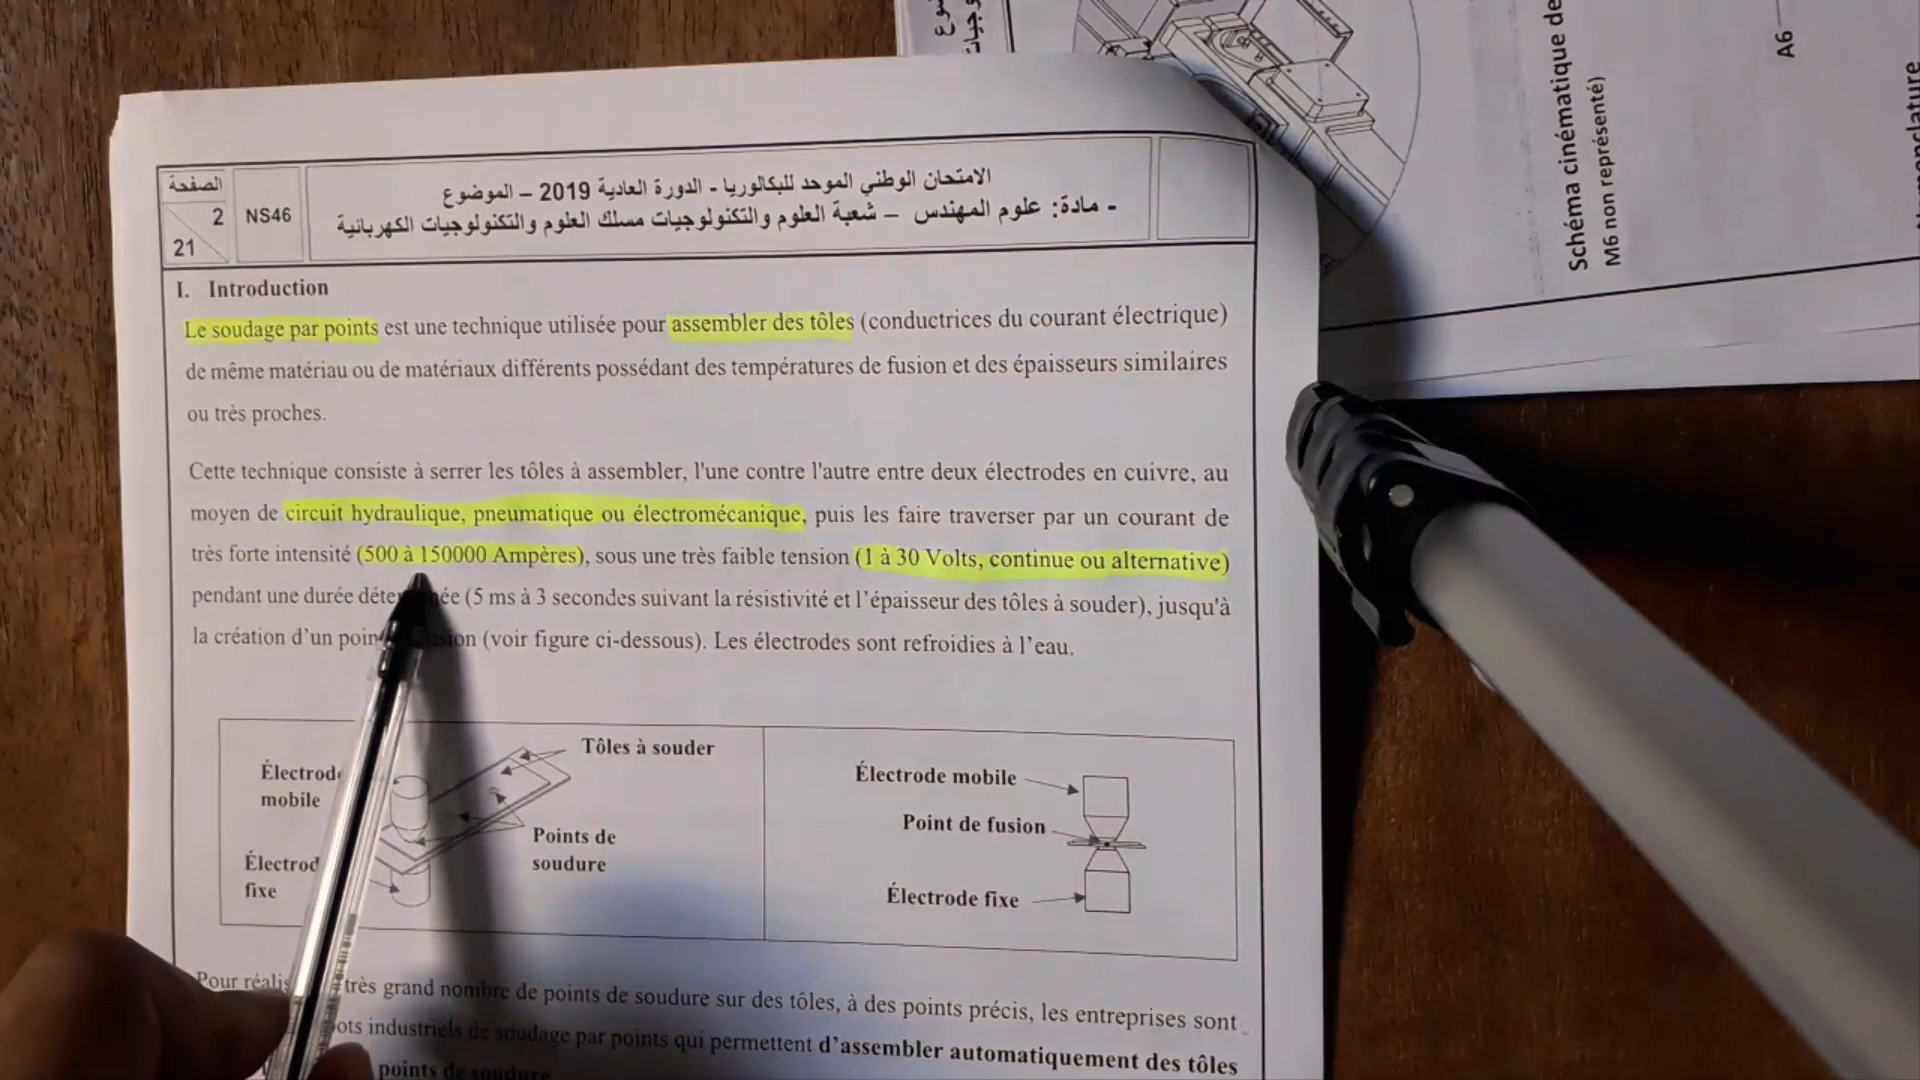 الصفحة
2
21
NS46
الامتحان الوطني الموحد للبكالوريا - الدورة العادية 2019 – الموضوع
- مادة: علوم المهندس – شعبة العلوم والتكنولوجيات مسلك العلوم والتكنولوجيات الكهربائية
I. Introduction
Le soudage par points est une technique utilisée pour assembler des tôles (conductrices du courant électrique)
de même matériau ou de matériaux différents possédant des températures de fusion et des épaisseurs similaires
ou très proches.
Cette technique consiste à serrer les tôles à assembler, l'une contre l'autre entre deux électrodes en cuivre, au
moyen de circuit hydraulique, pneumatique ou électromécanique, puis les faire traverser par un courant de
très forte intensité (500 à 150000 Ampères), sous une très faible tension (1 à 30 Volts, continue ou alternative)
pendant une durée (5 ms à 3 secondes suivant la résistivité et l’épaisseur des tôles à souder), jusqu'à
la création d’un (voir figure ci-dessous). Les électrodes sont refroidies à l’eau.
Tôles à souder
mobile
Points de
soudure
fixe
Électrode mobile
Point de fusion
Électrode fixe
Pour très grand nombre de points de soudure sur des tôles, à des points précis, les entreprises sont
industriels de soudage par points qui permettent d’assembler automatiquement des tôles
points de soudure
Schéma cinématique de
M6 non représenté)
A6